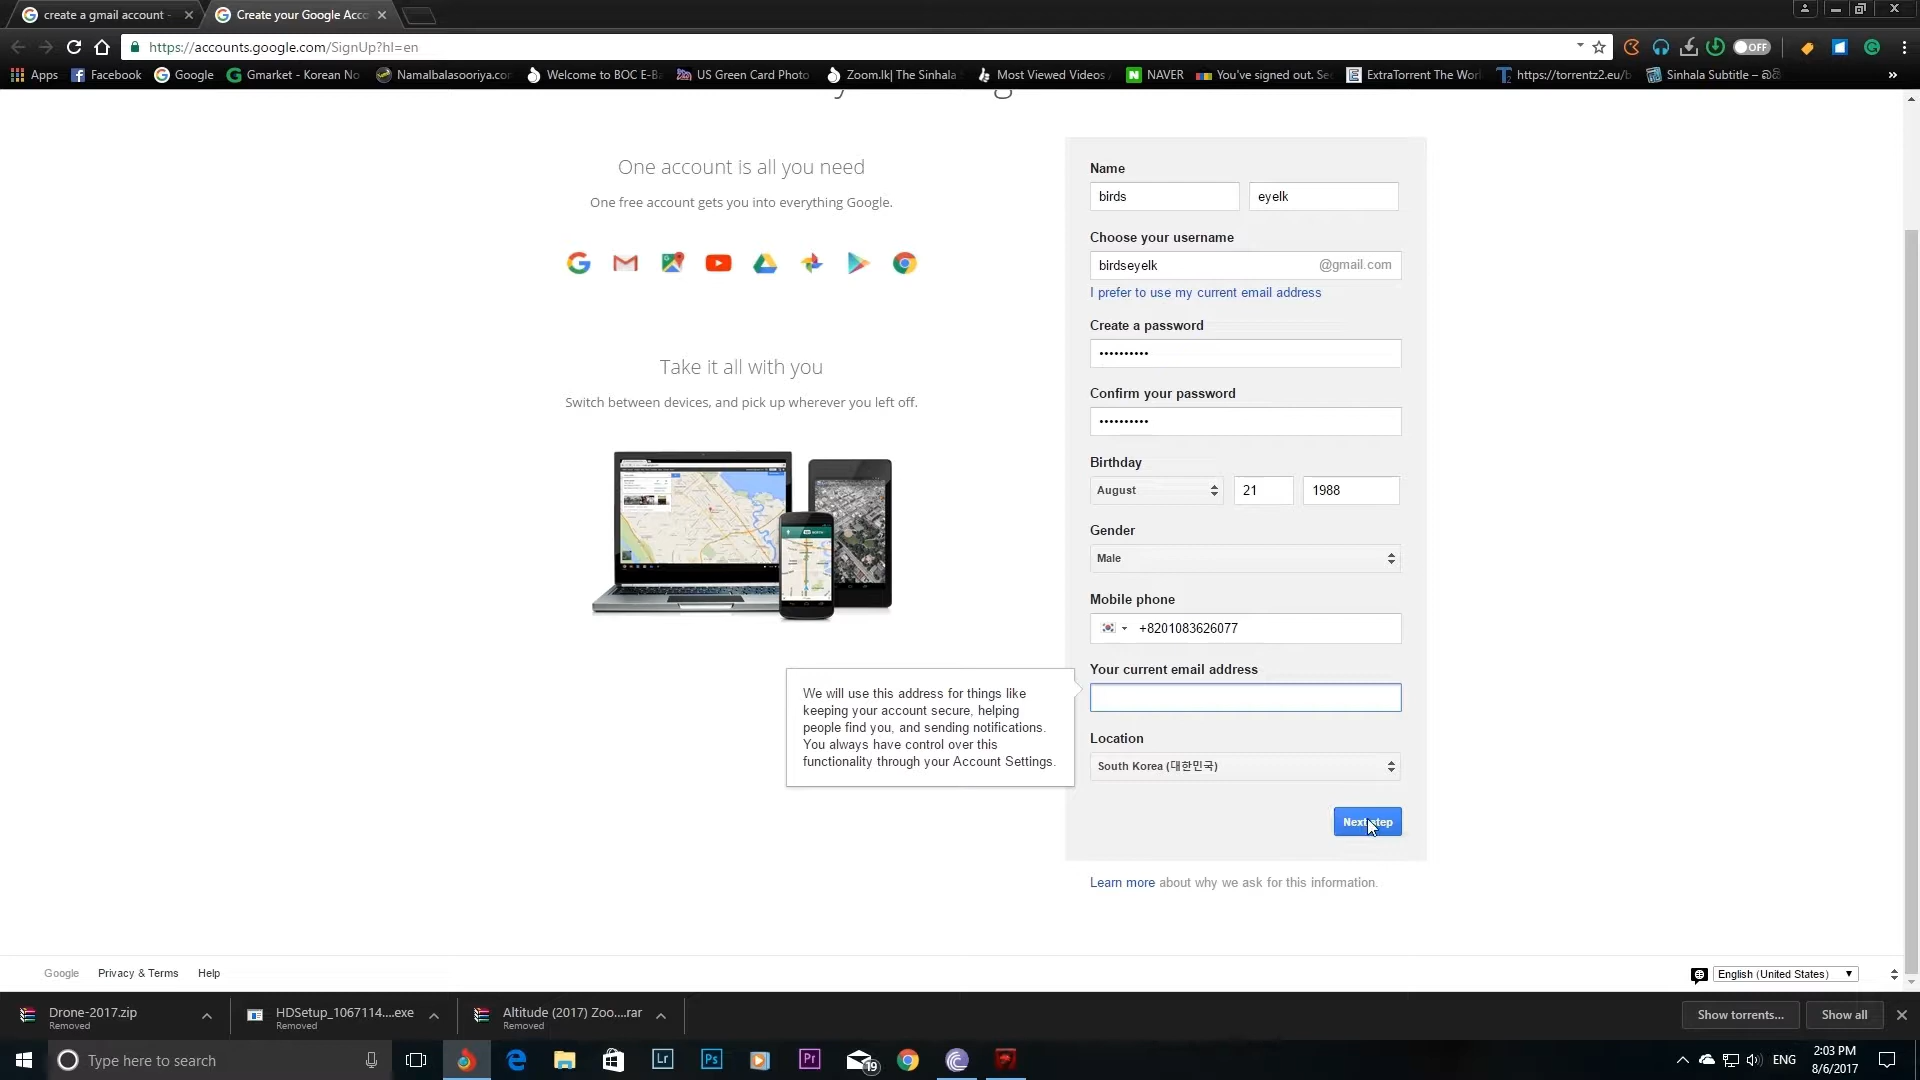 create a gmail account -
Create your Google Acco
https://accounts.google.com/SignUp?hl=en
OFF
Apps
Facebook
Google
Gmarket - Korean No
Namalbalasooriya.cor
Welcome to BOC E-Ba
US Green Card Photo
Zoom.lk| The Sinhala
Most Viewed Videos
NAVER
You've signed out. Se
ExtraTorrent The Worl
https://torrentz2.eu/
Sinhala Subtitle –
One account is all you need
One free account gets you into everything Google.
Take it all with you
Switch between devices, and pick up wherever you left off.
Name
birds
eyelk
Choose your username
birdseyelk
@gmail.com
I prefer to use my current email address
Create a password
••••••••••
Confirm your password
••••••••••
Birthday
August
21
1988
Gender
Male
Mobile phone
+8201083626077
Your current email address
We will use this address for things like
keeping your account secure, helping
people find you, and sending notifications.
You always have control over this
functionality through your Account Settings.
Location
South Korea (대한민국)
Next step
Learn more about why we ask for this information.
Google
Privacy & Terms
Help
English (United States)
Drone-2017.zip
Removed
HDSetup_1067114....exe
Removed
Altitude (2017) Zoo....rar
Removed
Show torrents...
Show all
Type here to search
Lr
Ps
Pr
19
ENG
2:03 PM
8/6/2017